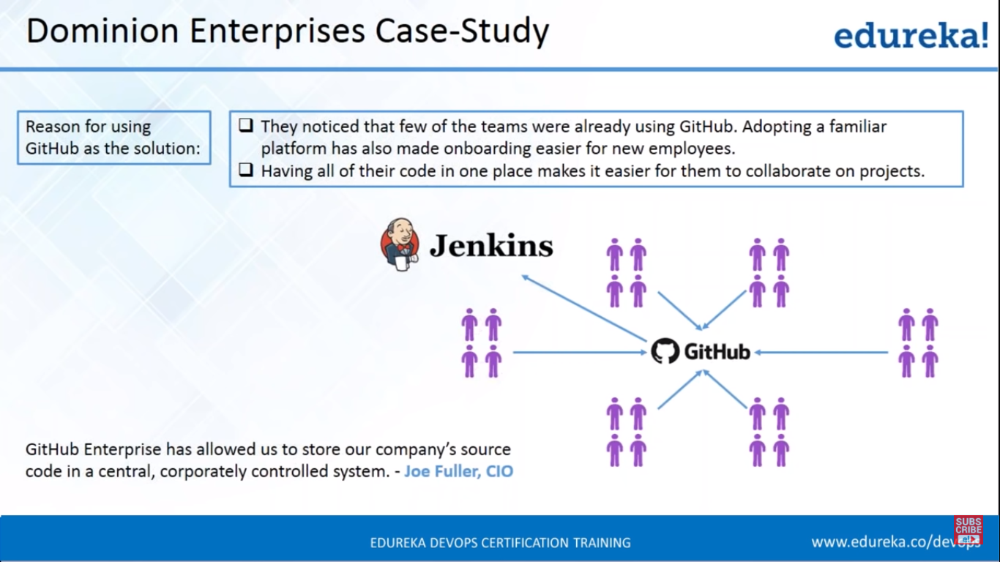 Dominion Enterprises Case-Study
edureka!
Reason for using
GitHub as the solution:
They noticed that few of the teams were already using GitHub. Adopting a familiar
platform has also made onboarding easier for new employees.
Having all of their code in one place makes it easier for them to collaborate on projects.
Jenkins
GitHub
GitHub Enterprise has allowed us to store our company's source
code in a central, corporately controlled system. - Joe Fuller, CIO
EDUREKA DEVOPS CERTIFICATION TRAINING
www.edureka.co/devops
SUBS
CRIBE
e!